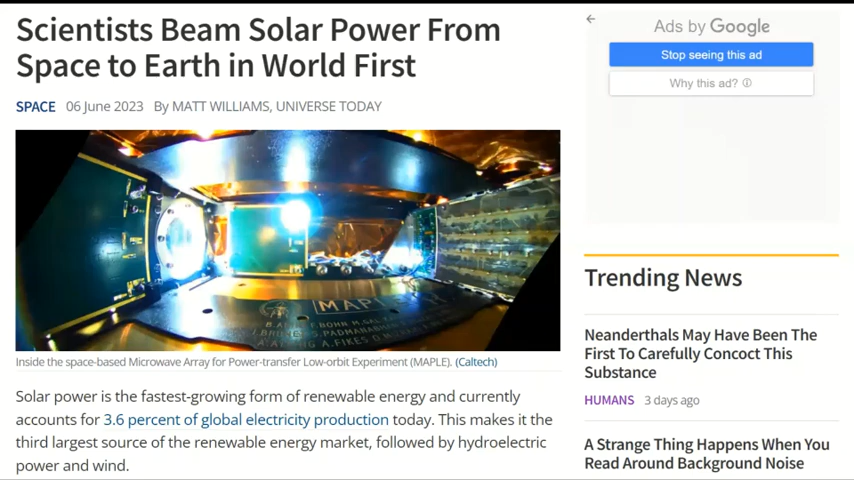 Scientists Beam Solar Power From
Space to Earth in World First
SPACE 06 June 2023 By MATT WILLIAMS, UNIVERSE TODAY
MAPLE
Inside the space-based Microwave Array for Power-transfer Low-orbit Experiment (MAPLE). (Caltech)
Solar power is the fastest-growing form of renewable energy and currently
accounts for 3.6 percent of global electricity production today. This makes it the
third largest source of the renewable energy market, followed by hydroelectric
power and wind.
Ads by Google
Stop seeing this ad
Why this ad?
Trending News
Neanderthals May Have Been The
First To Carefully Concoct This
Substance
HUMANS 3 days ago
A Strange Thing Happens When You
Read Around Background Noise